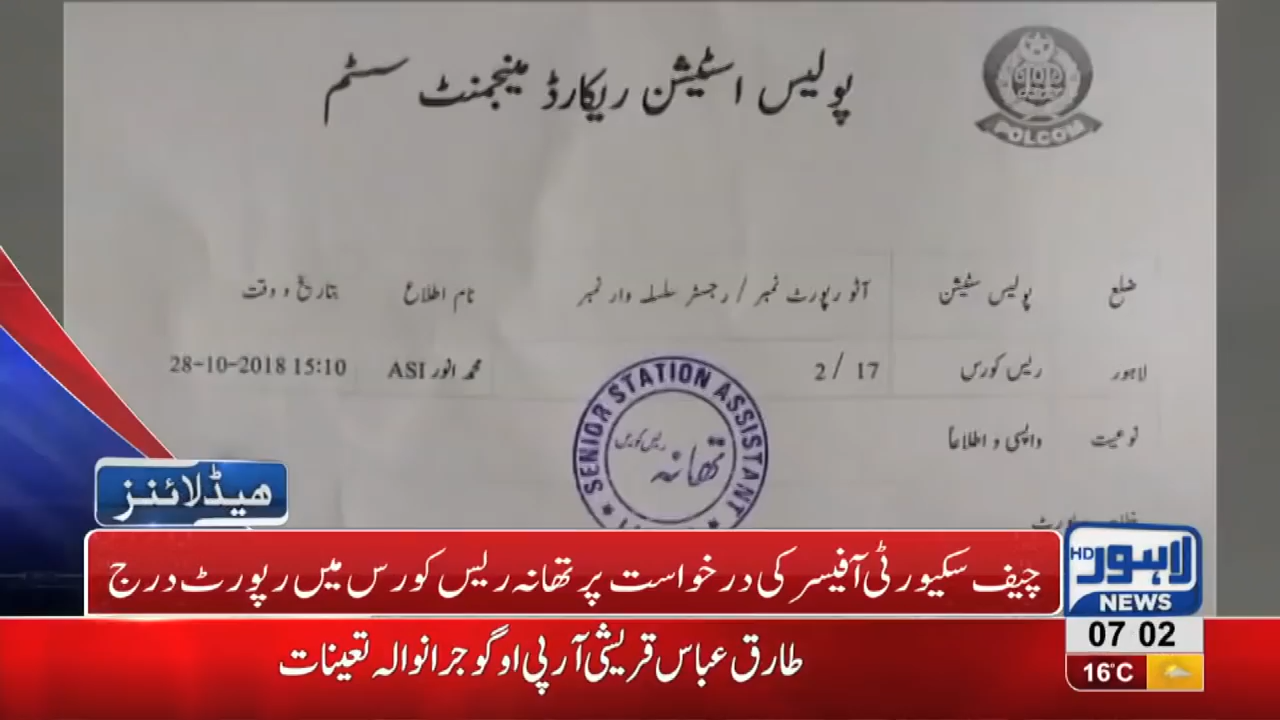 پولیس اسٹیشن ریکارڈ مینجمنٹ سسٹم
POLCOM
ضلع پولیس سٹیشن آٹو رپورٹ نمبر / رجسٹر سلسلہ وار نمبر نام اطلاع بتاریخ و وقت
لاہور ریس کورس 2 / 17 محمد انور ASI 28-10-2018 15:10
نوعیت واپسی و اطلاعاً
SENIOR STATION ASSISTANT
تھانہ ریس کورس
ہیڈلائنز
چیف سکیورٹی آفیسر کی درخواست پر تھانہ ریس کورس میں رپورٹ درج
لاہور HD
NEWS
07 02
16°C
طارق عباس قریشی آر پی او گوجرانوالہ تعینات